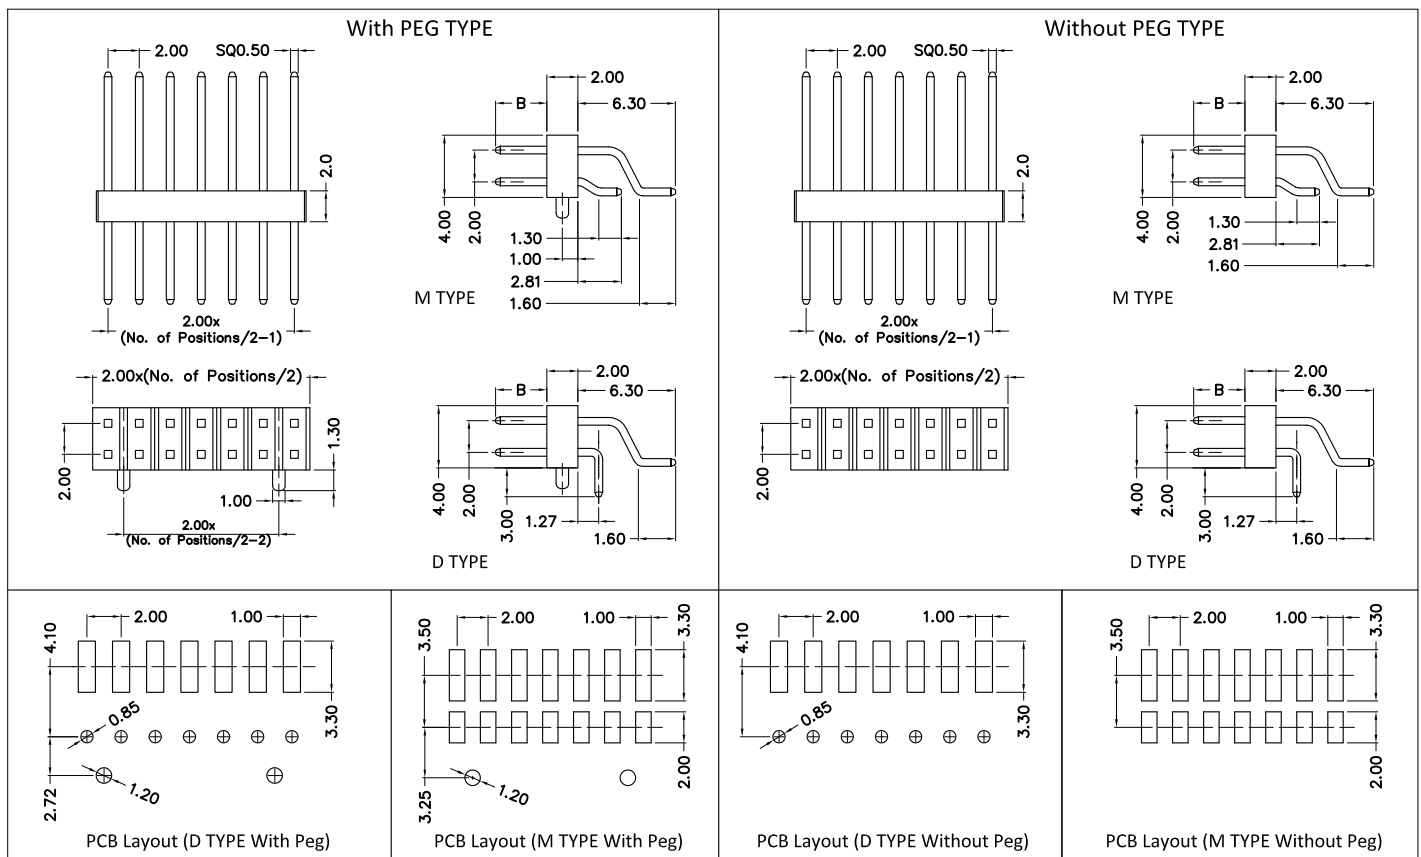 With PEG TYPE
2.00
SQ0.50
2.0
2.00x
(No. of Positions/2-1)
2.00
B
6.30
4.00
2.00
1.30
1.00
2.81
1.60
M TYPE
2.00x(No. of Positions/2)
2.00
1.30
1.00
2.00x
(No. of Positions/2-2)
2.00
B
6.30
4.00
2.00
3.00
1.27
1.60
D TYPE
Without PEG TYPE
2.00
SQ0.50
2.0
2.00x
(No. of Positions/2-1)
2.00
B
6.30
4.00
2.00
1.30
2.81
1.60
M TYPE
2.00x(No. of Positions/2)
2.00
2.00
B
6.30
4.00
2.00
3.00
1.27
1.60
D TYPE
4.10
2.00
1.00
3.30
0.85
2.72
1.20
PCB Layout (D TYPE With Peg)
3.50
2.00
1.00
3.30
2.00
3.25
1.20
PCB Layout (M TYPE With Peg)
4.10
2.00
1.00
3.30
0.85
PCB Layout (D TYPE Without Peg)
3.50
2.00
1.00
3.30
2.00
PCB Layout (M TYPE Without Peg)